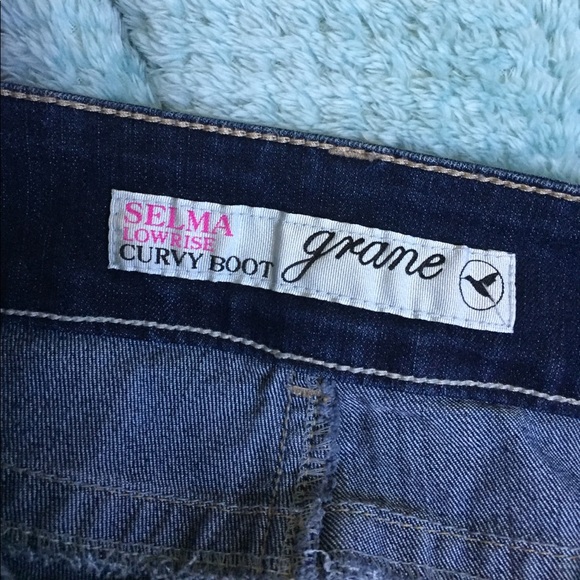 SELMA
LOWRISE
CURVY BOOT
grane